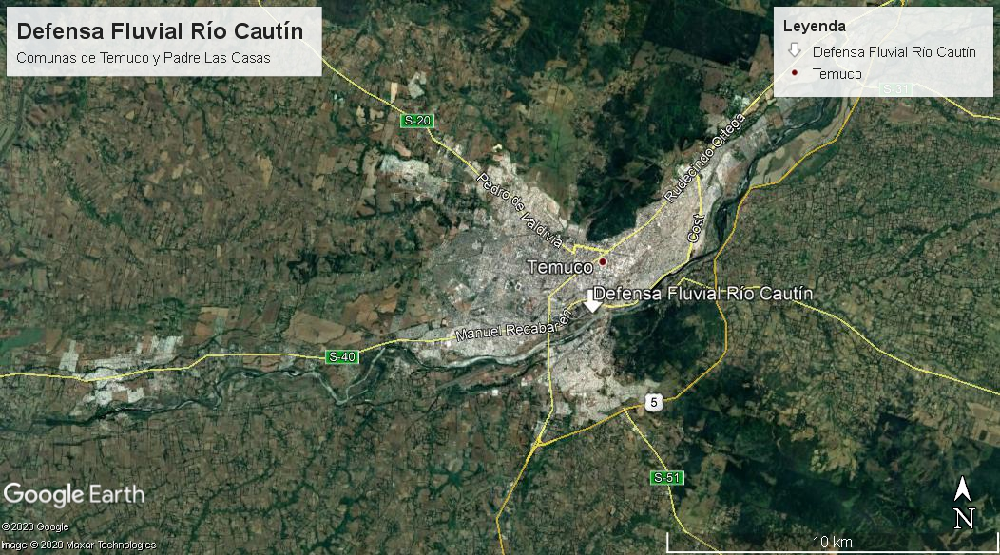 Defensa Fluvial Río Cautín
Comunas de Temuco y Padre Las Casas
Leyenda
Defensa Fluvial Río Cautín
Temuco
S-31
S-20
Rudecindo Ortega
Pedro de Valdivia
Cost
Temuco
Defensa Fluvial Río Cautín
Manuel Recabarren
S-40
5
S-51
Google Earth
N
©2020 Google
Image © 2020 Maxar Technologies
10 km